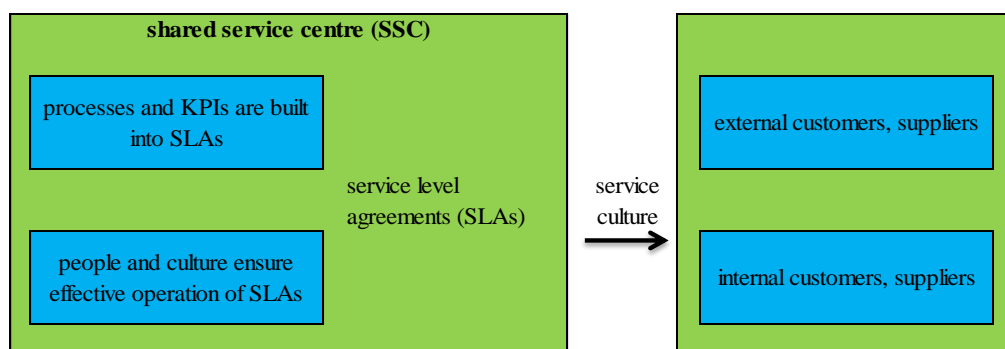 shared service centre (SSC)
processes and KPIs are built
into SLAs
service level
agreements (SLAs)
people and culture ensure
effective operation of SLAs
service
culture
external customers, suppliers
internal customers, suppliers